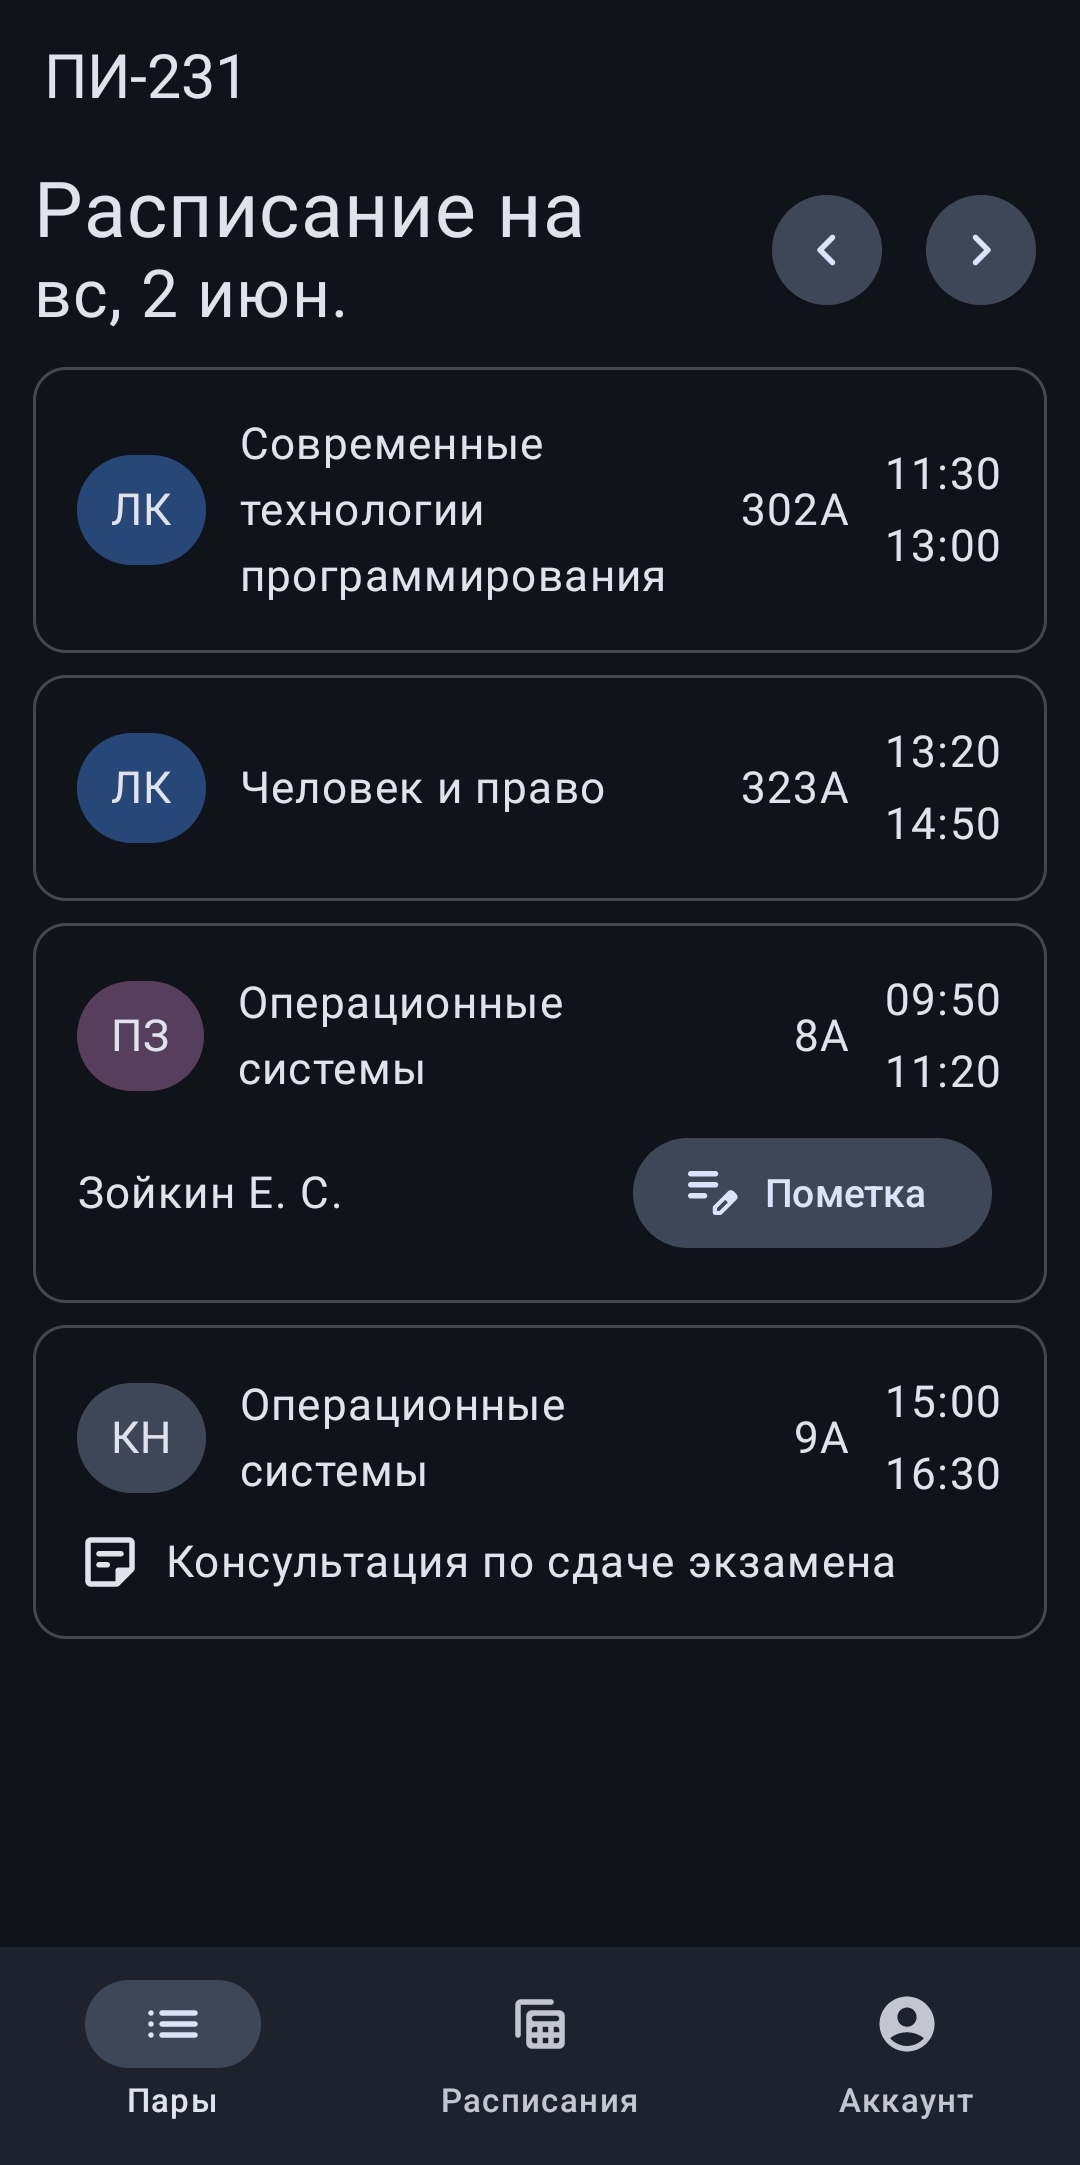 ПИ-231
Расписание на
вс, 2 июн.
ЛК
Современные
технологии
программирования
302А
11:30
13:00
ЛК
Человек и право
323А
13:20
14:50
ПЗ
Операционные
системы
8А
09:50
11:20
Зойкин Е. С.
Пометка
КН
Операционные
системы
9А
15:00
16:30
Консультация по сдаче экзамена
Пары
Расписания
Аккаунт